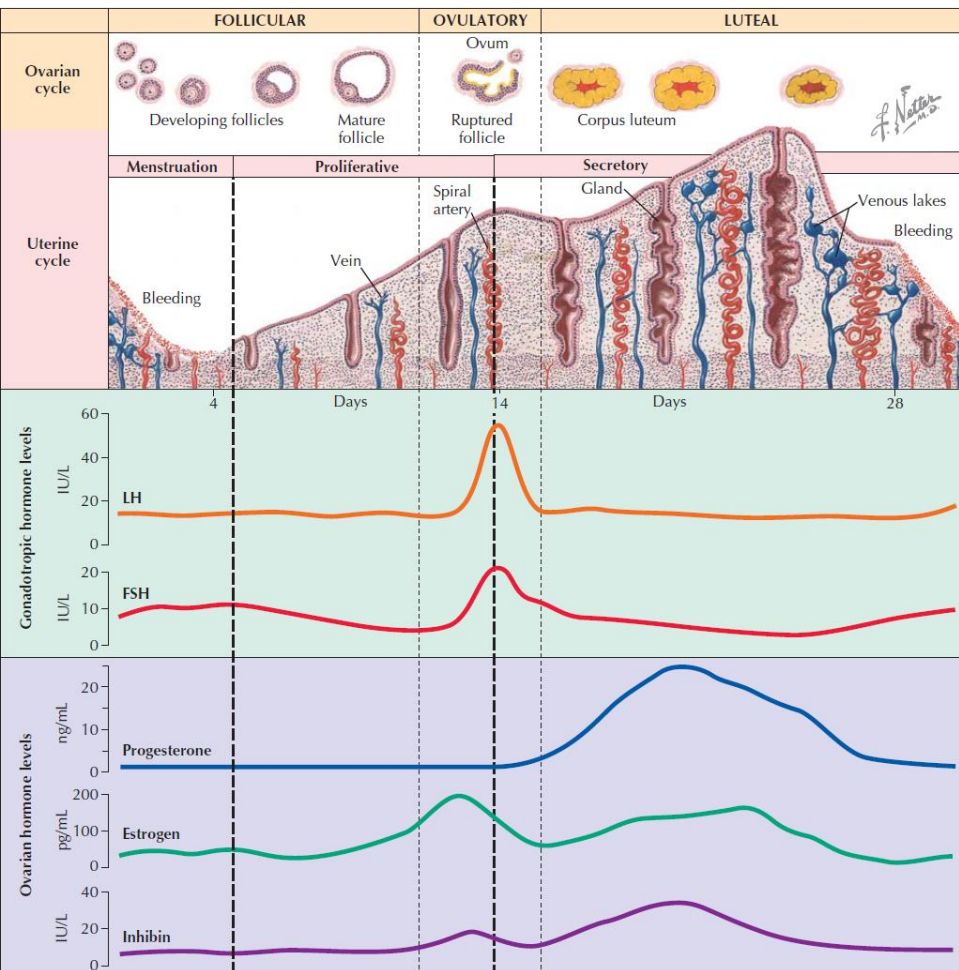 FOLLICULAR OVULATORY LUTEAL
Ovarian
cycle
Ovum
Developing follicles
Mature
follicle
Ruptured
follicle
Corpus luteum
F. Netter
M.D.
Menstruation Proliferative Secretory
Uterine
cycle
Bleeding
Vein
Spiral
artery
Gland
Venous lakes
Bleeding
4 Days 14 Days 28
Gonadotropic hormone levels
IU/L
60
40
20
0
LH
IU/L
20
10
0
FSH
Ovarian hormone levels
ng/mL
20
10
0
Progesterone
pg/mL
200
100
0
Estrogen
IU/L
40
20
0
Inhibin